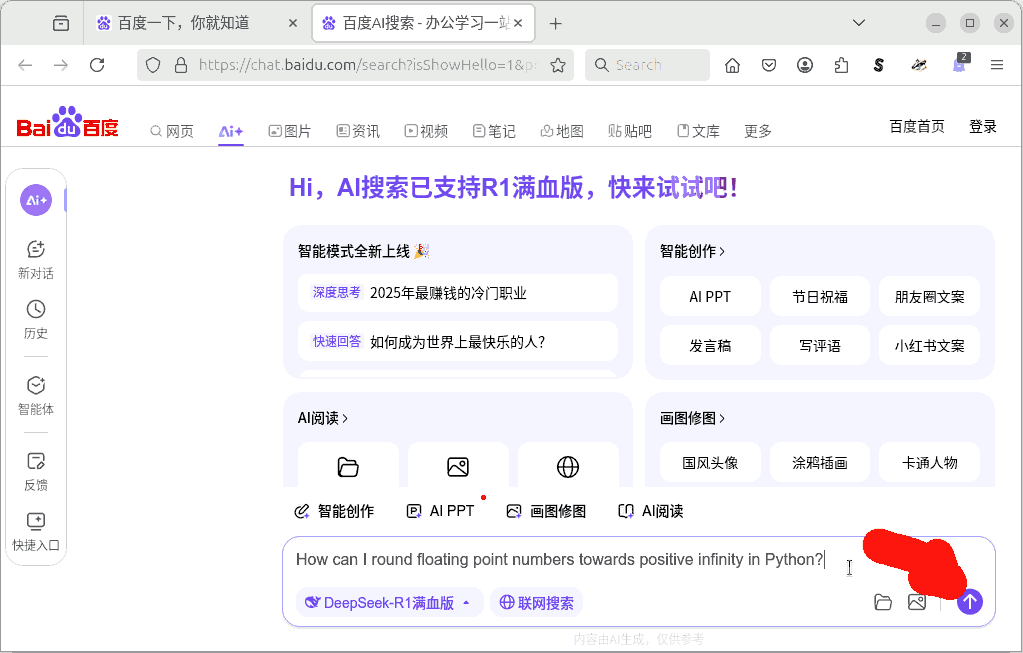 百度一下，你就知道
百度AI搜索 - 办公学习一站
https://chat.baidu.com/search?isShowHello=1&p
Search
2
Bai du 百度
网页
Ai+
图片
资讯
视频
笔记
地图
贴吧
文库
更多
百度首页
登录
Ai+
新对话
历史
智能体
反馈
快捷入口
Hi，AI搜索已支持R1满血版，快来试试吧！
智能模式全新上线
深度思考 2025年最赚钱的冷门职业
快速回答 如何成为世界上最快乐的人？
智能创作
AI PPT 节日祝福 朋友圈文案
发言稿 写评语 小红书文案
AI阅读
画图修图
国风头像 涂鸦插画 卡通人物
智能创作 AI PPT 画图修图 AI阅读
How can I round floating point numbers towards positive infinity in Python?
DeepSeek-R1满血版 联网搜索
内容由AI生成，仅供参考